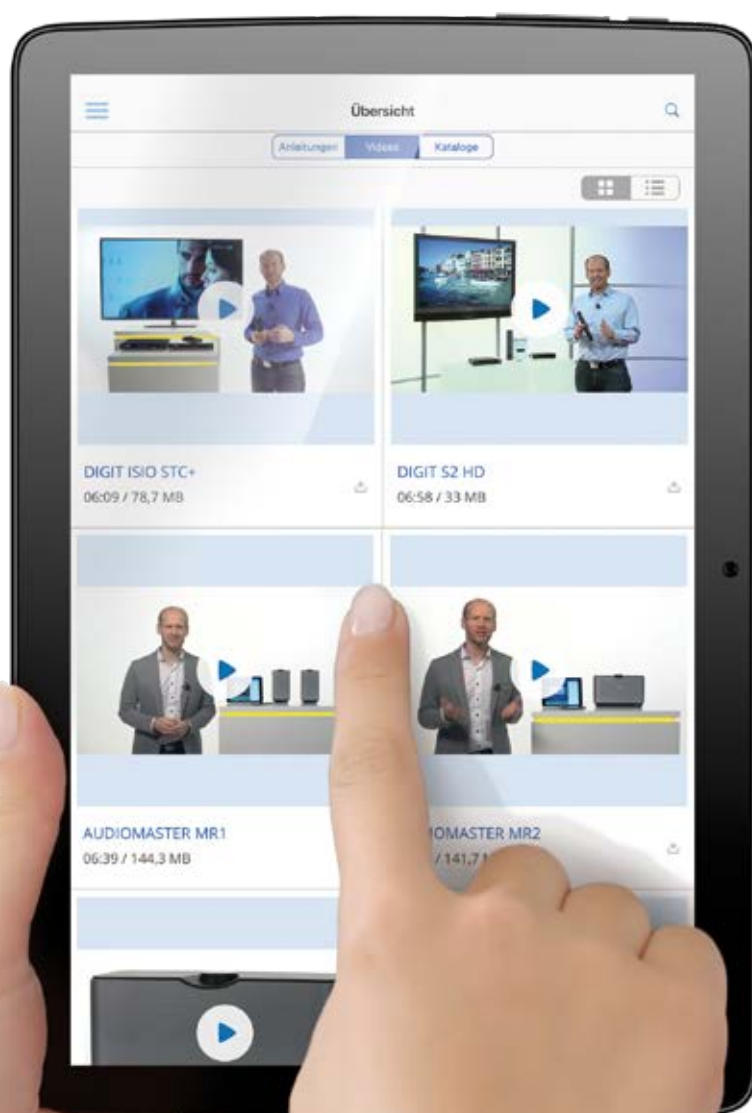 Übersicht
Anleitungen Videos Kataloge
DIGIT ISIO STC+
06:09 / 78,7 MB
DIGIT S2 HD
06:58 / 33 MB
AUDIOMASTER MR1
06:39 / 144,3 MB
MR2